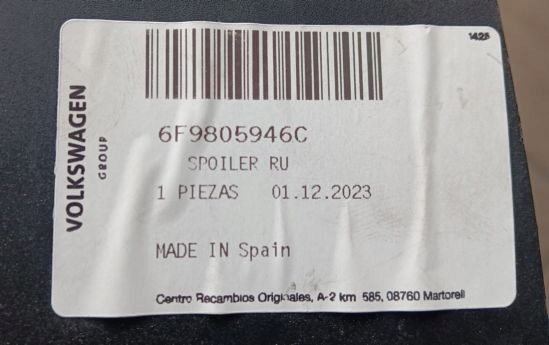 1428
VOLKSWAGEN
GROUP
6F9805946C
SPOILER RU
1 PIEZAS 01.12.2023
MADE IN Spain
Centro Recambios Originales, A-2 km 585, 08760 Martorell